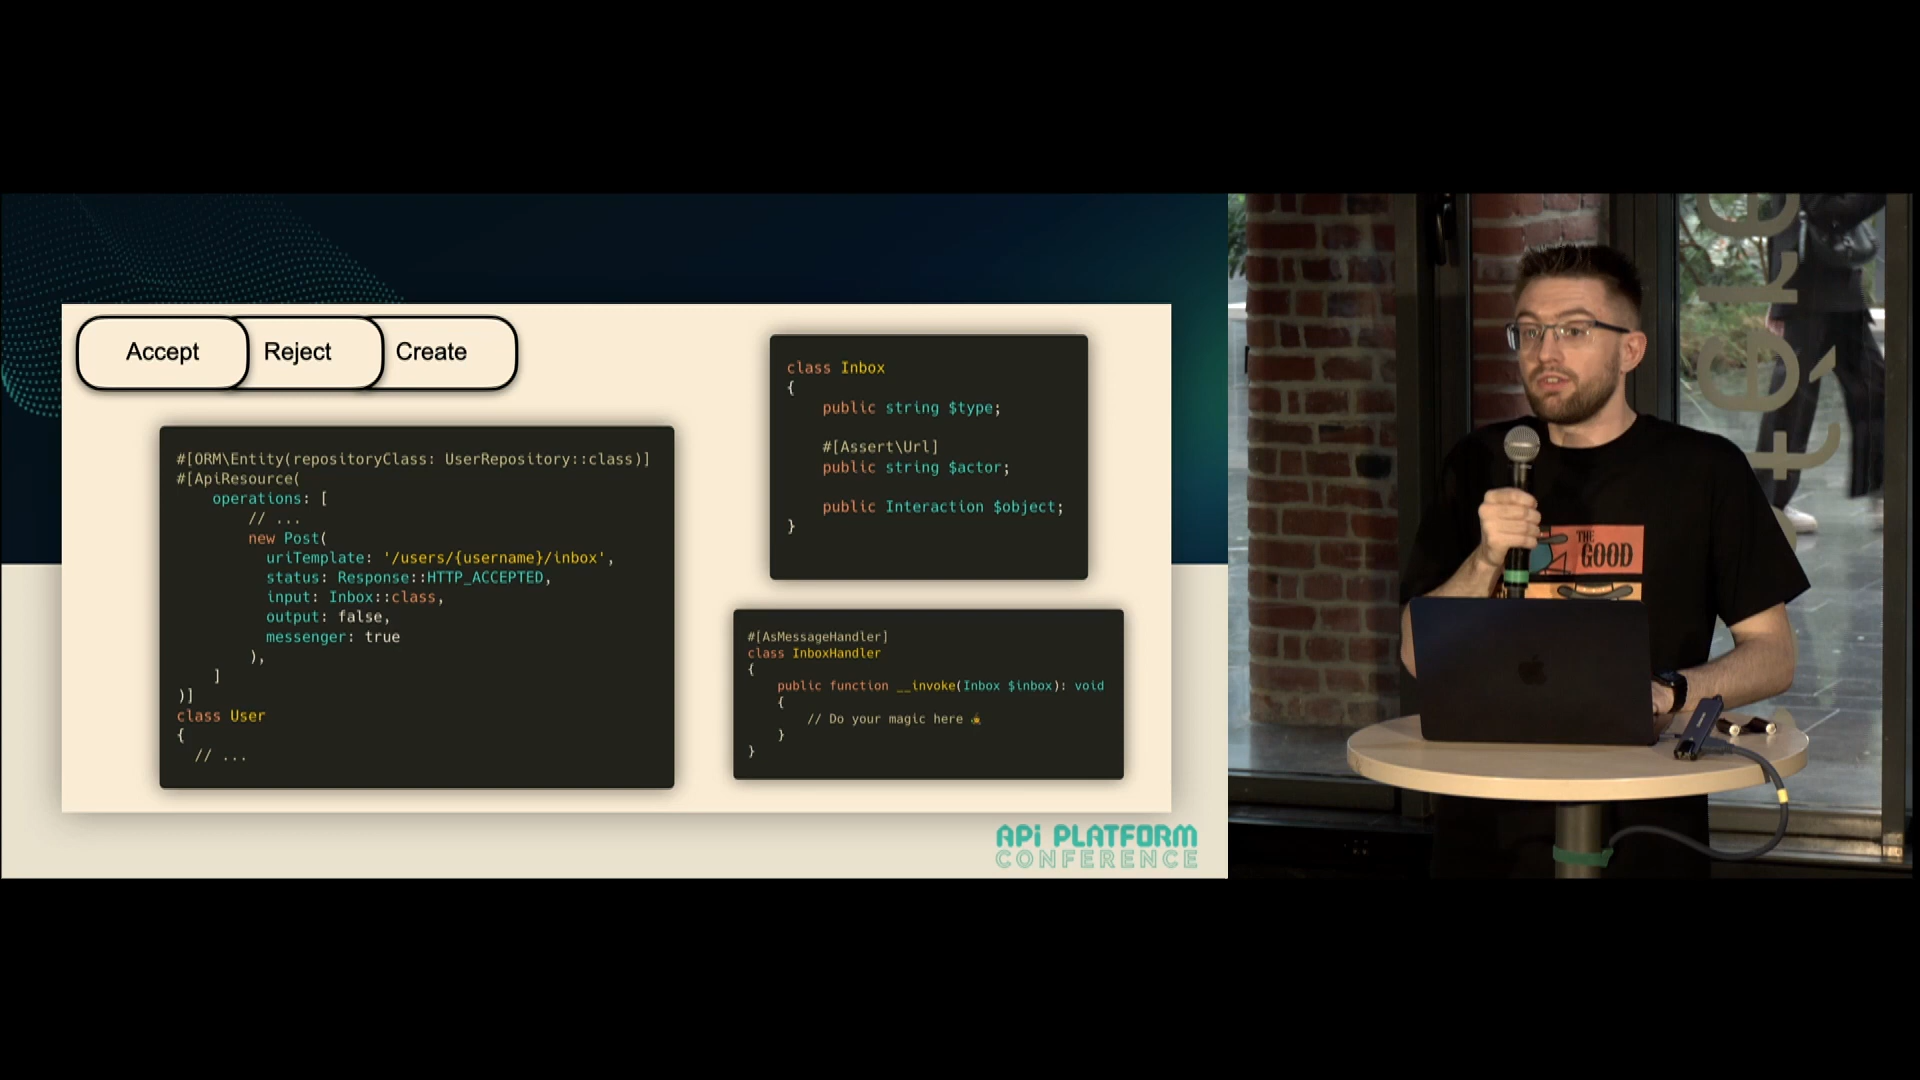 Accept
Reject
Create
#[ORM\Entity(repositoryClass: UserRepository::class)]
#[ApiResource(
    operations: [
        // ...
        new Post(
          uriTemplate: '/users/{username}/inbox',
          status: Response::HTTP_ACCEPTED,
          input: Inbox::class,
          output: false,
          messenger: true
        ),
    ]
)]
class User
{
  // ...
class Inbox
{
    public string $type;
    #[Assert\Url]
    public string $actor;
    public Interaction $object;
}
#[AsMessageHandler]
class InboxHandler
{
    public function __invoke(Inbox $inbox): void
    {
        // Do your magic here
    }
}
API PLATFORM
CONFERENCE
THE
GOOD